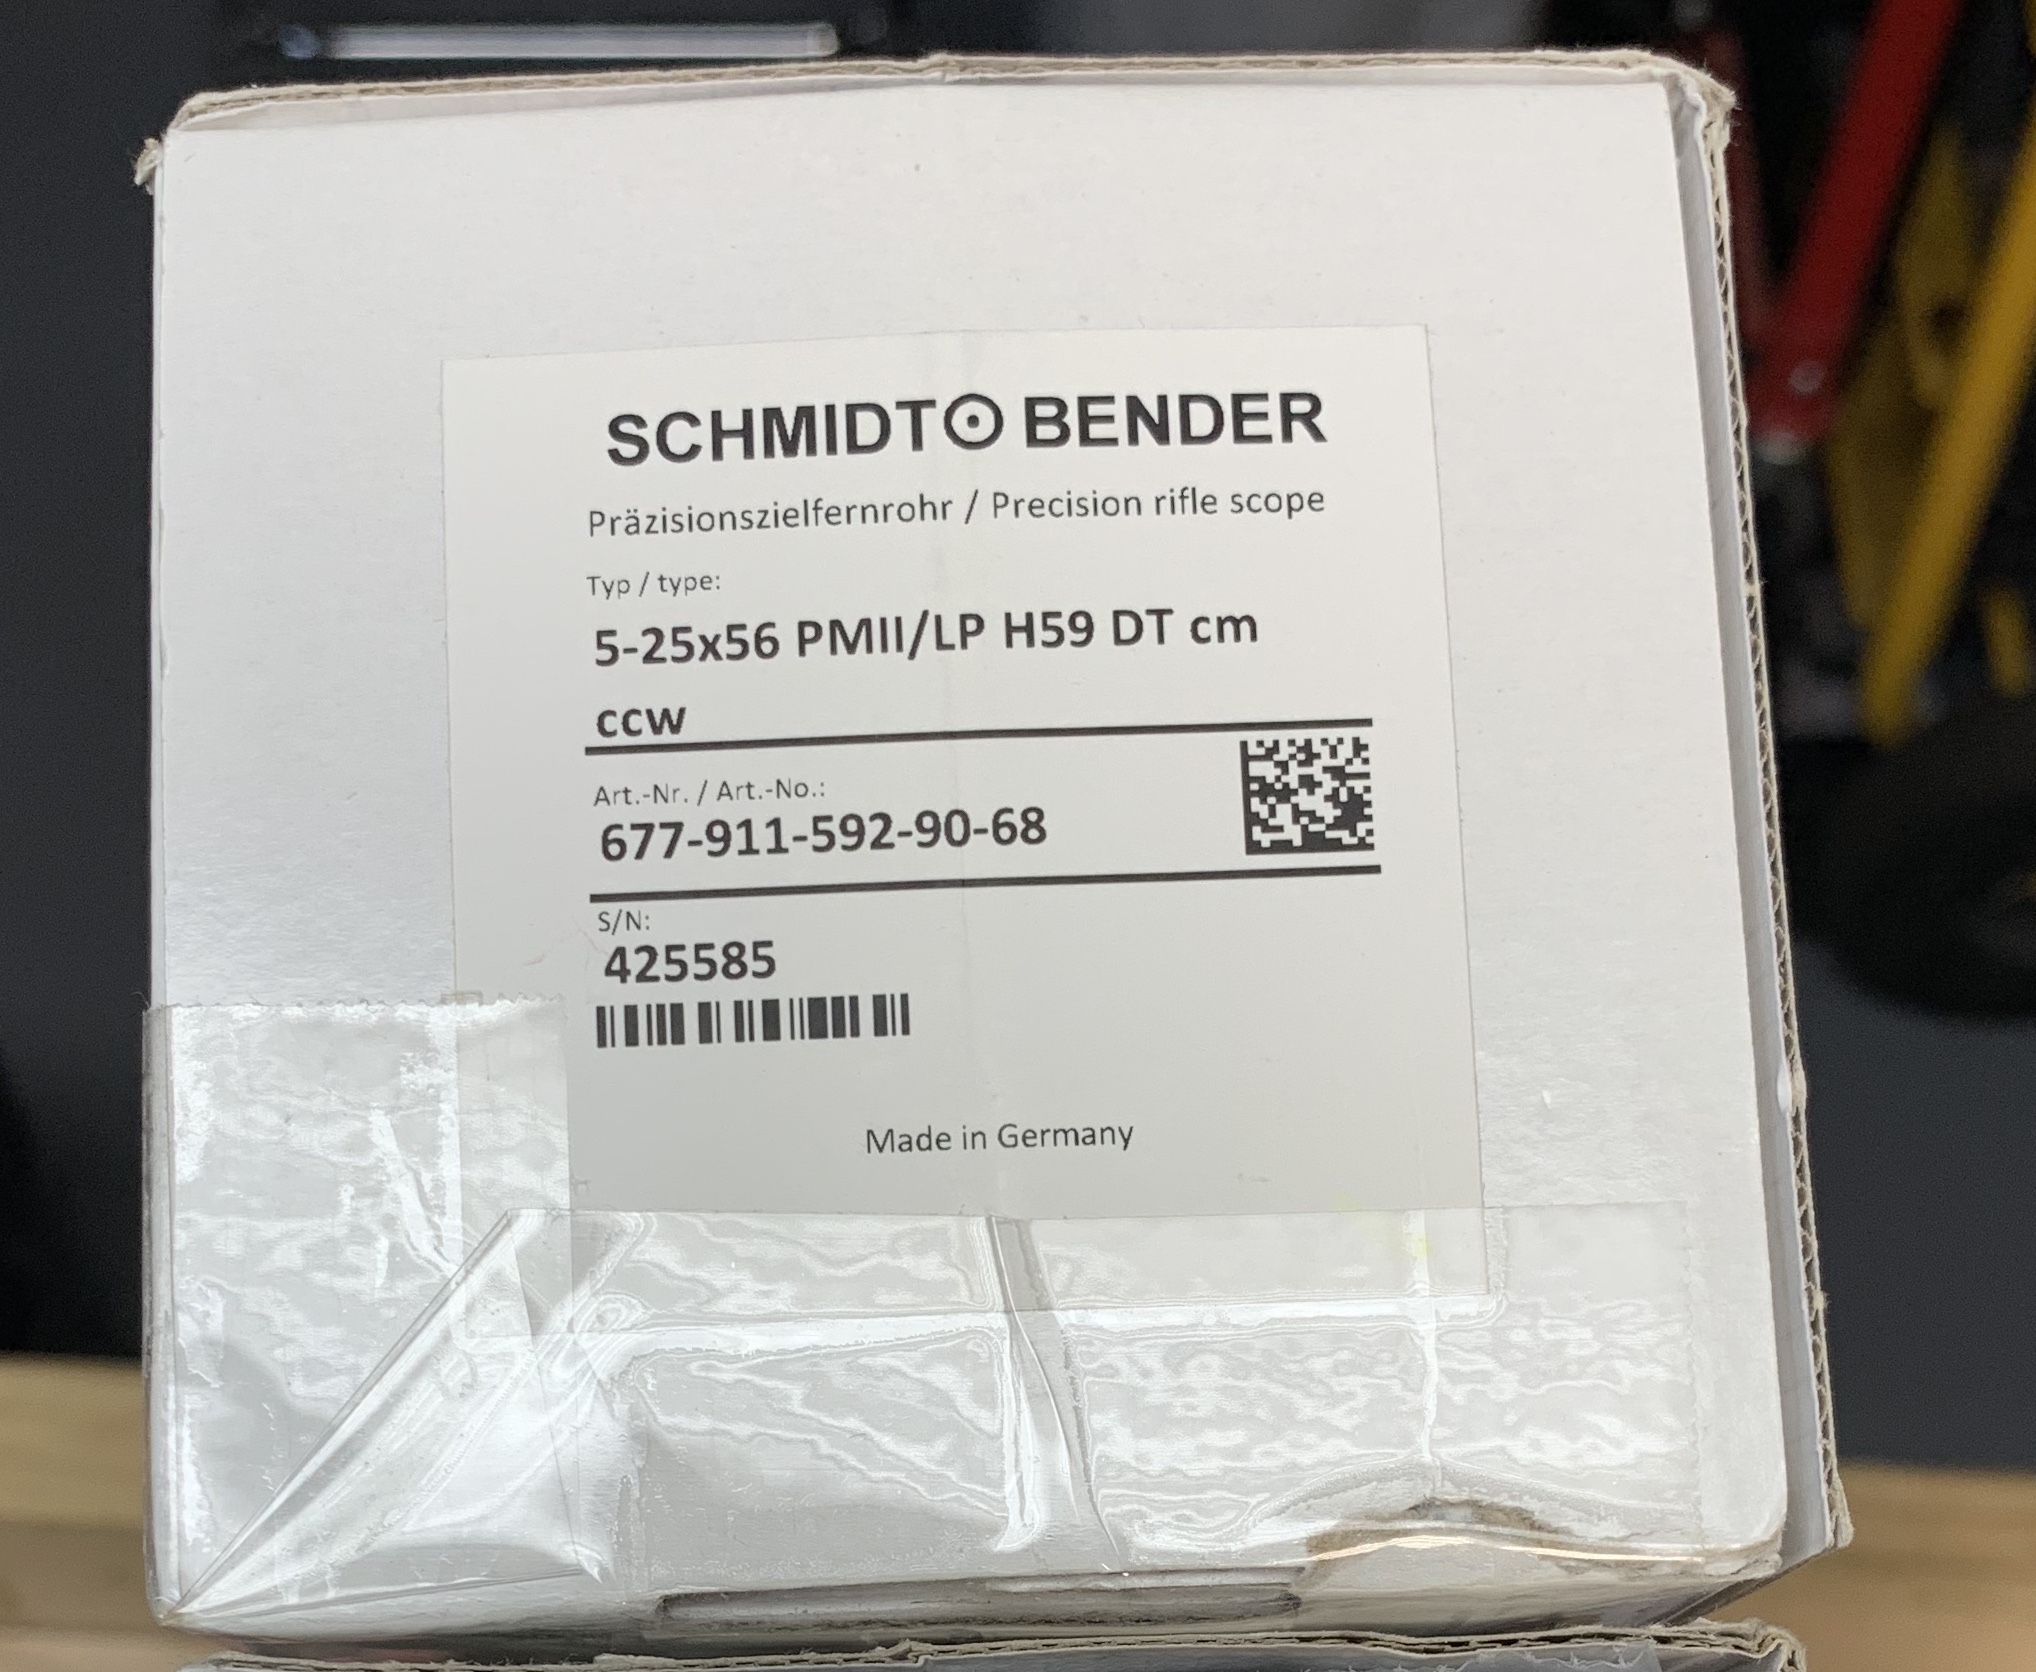 SCHMIDT BENDER
Präzisionszielfernrohr / Precision rifle scope
Typ / type:
5-25x56 PMII/LP H59 DT cm
ccw
Art.-Nr. / Art.-No.:
677-911-592-90-68
S/N:
425585
Made in Germany